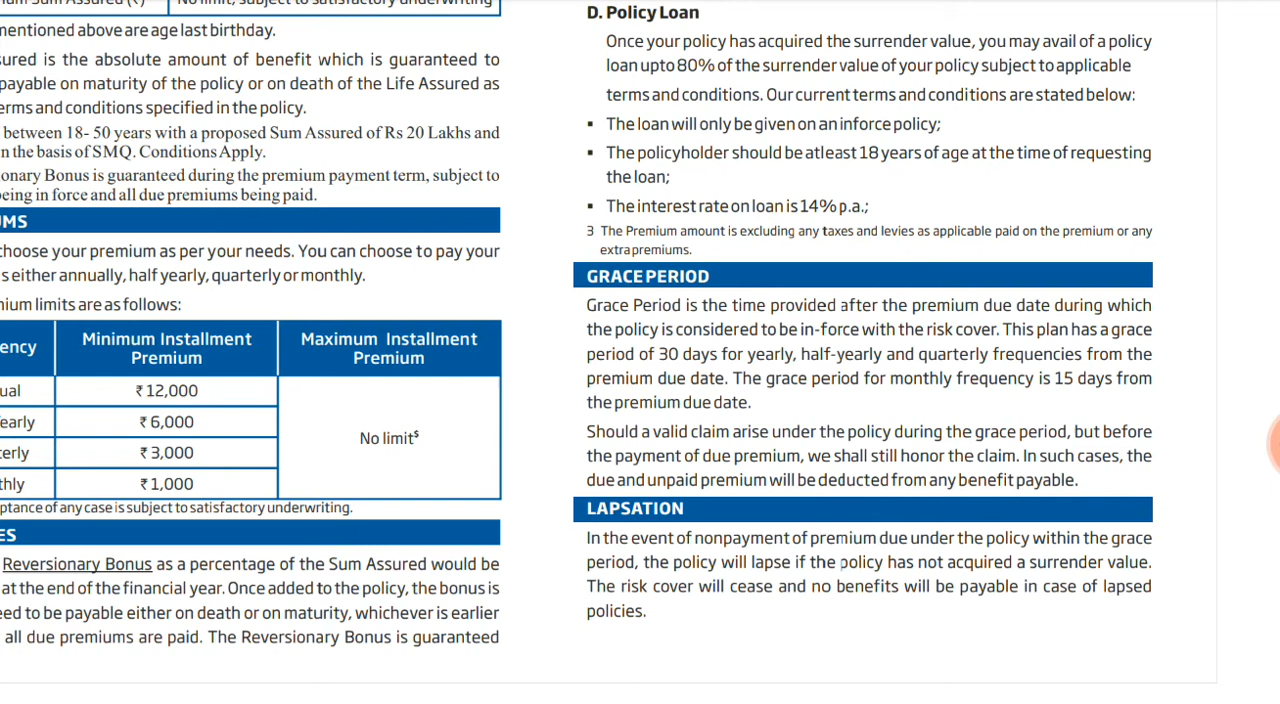 No limit, subject to satisfactory underwriting
mentioned above are age last birthday.
sured is the absolute amount of benefit which is guaranteed to
payable on maturity of the policy or on death of the Life Assured as
erms and conditions specified in the policy.
between 18- 50 years with a proposed Sum Assured of Rs 20 Lakhs and
n the basis of SMQ. Conditions Apply.
onary Bonus is guaranteed during the premium payment term, subject to
eing in force and all due premiums being paid.
UMS
choose your premium as per your needs. You can choose to pay your
s either annually, half yearly, quarterly or monthly.
nium limits are as follows:
ency Minimum Installment Premium Maximum Installment Premium
ual ₹ 12,000
early ₹ 6,000
No limit$
terly ₹ 3,000
thly ₹ 1,000
ptance of any case is subject to satisfactory underwriting.
ES
Reversionary Bonus as a percentage of the Sum Assured would be
at the end of the financial year. Once added to the policy, the bonus is
eed to be payable either on death or on maturity, whichever is earlier
all due premiums are paid. The Reversionary Bonus is guaranteed
D. Policy Loan
Once your policy has acquired the surrender value, you may avail of a policy
loan upto 80% of the surrender value of your policy subject to applicable
terms and conditions. Our current terms and conditions are stated below:
▪ The loan will only be given on an inforce policy;
▪ The policyholder should be atleast 18 years of age at the time of requesting
the loan;
▪ The interest rate on loan is 14% p.a.;
3 The Premium amount is excluding any taxes and levies as applicable paid on the premium or any
extra premiums.
GRACE PERIOD
Grace Period is the time provided after the premium due date during which
the policy is considered to be in-force with the risk cover. This plan has a grace
period of 30 days for yearly, half-yearly and quarterly frequencies from the
premium due date. The grace period for monthly frequency is 15 days from
the premium due date.
Should a valid claim arise under the policy during the grace period, but before
the payment of due premium, we shall still honor the claim. In such cases, the
due and unpaid premium will be deducted from any benefit payable.
LAPSATION
In the event of nonpayment of premium due under the policy within the grace
period, the policy will lapse if the policy has not acquired a surrender value.
The risk cover will cease and no benefits will be payable in case of lapsed
policies.